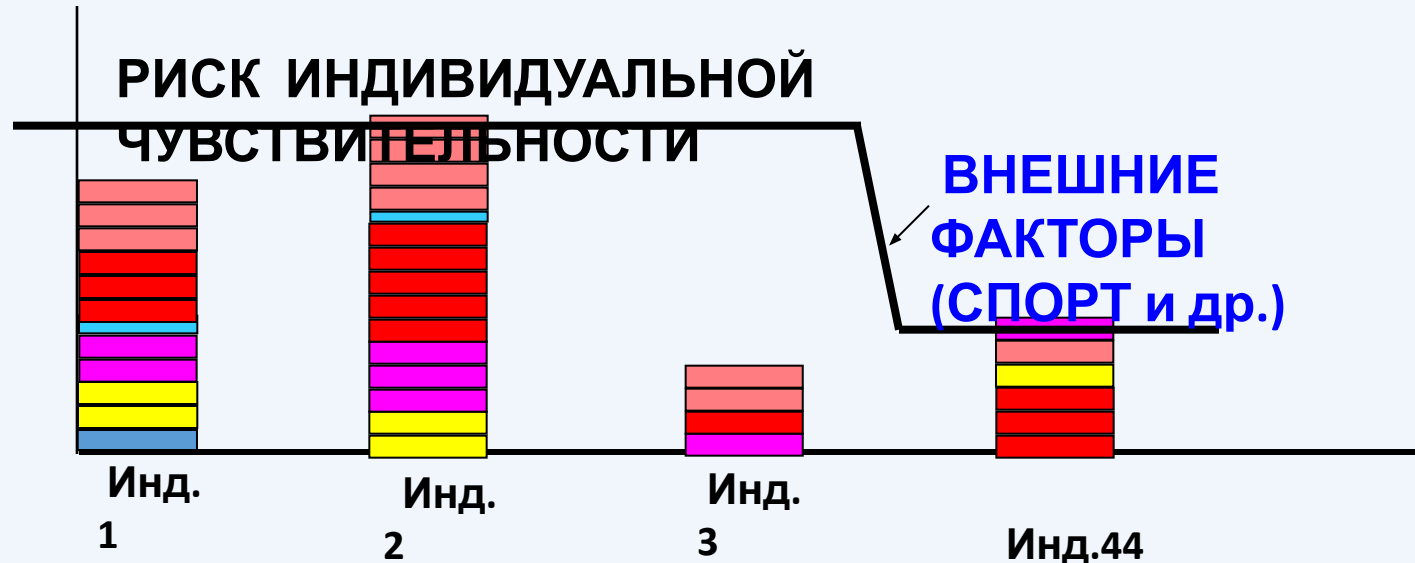 РИСК ИНДИВИДУАЛЬНОЙ
ЧУВСТВИТЕЛЬНОСТИ
ВНЕШНИЕ
ФАКТОРЫ
(СПОРТ и др.)
Инд.
1
Инд.
2
Инд.
3
Инд.44